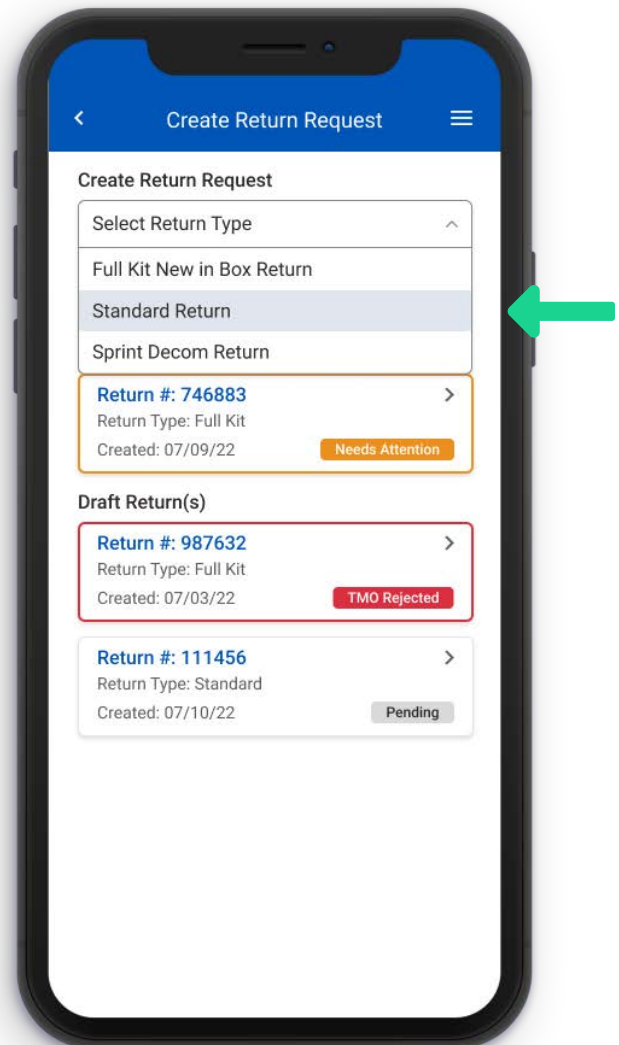 Create Return Request
Create Return Request
Select Return Type
Full Kit New in Box Return
Standard Return
Sprint Decom Return
Return #: 746883
Return Type: Full Kit
Created: 07/09/22 Needs Attention
Draft Return(s)
Return #: 987632
Return Type: Full Kit
Created: 07/03/22 TMO Rejected
Return #: 111456
Return Type: Standard
Created: 07/10/22 Pending